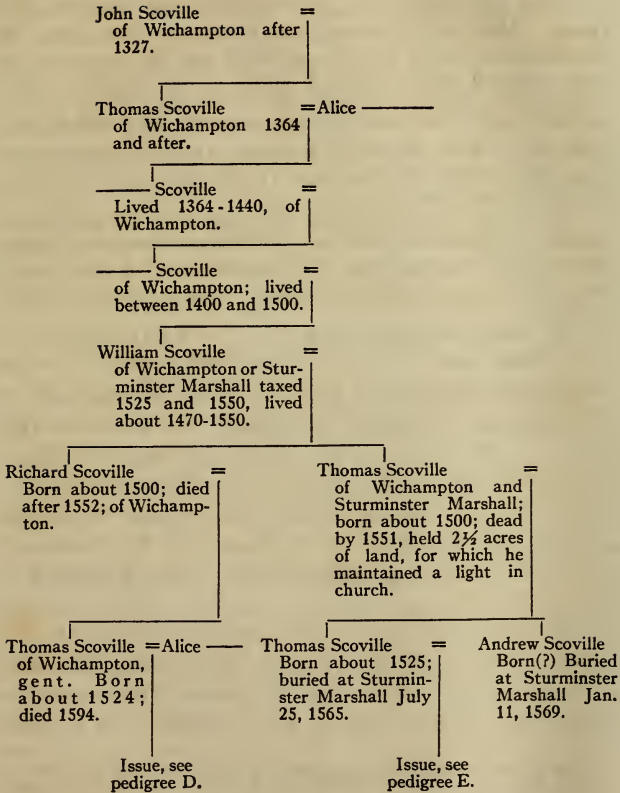 John Scoville =
of Wichampton after
1327.
Thomas Scoville =Alice ———
of Wichampton 1364
and after.
——— Scoville =
Lived 1364-1440, of
Wichampton.
——— Scoville =
of Wichampton; lived
between 1400 and 1500.
William Scoville =
of Wichampton or Stur-
minster Marshall taxed
1525 and 1550, lived
about 1470-1550.
Richard Scoville =
Born about 1500; died
after 1552; of Wichamp-
ton.
Thomas Scoville =
of Wichampton and
Sturminster Marshall;
born about 1500; dead
by 1551, held 2½ acres
of land, for which he
maintained a light in
church.
Thomas Scoville =Alice ——
of Wichampton,
gent. Born
about 1524;
died 1594.
Issue, see
pedigree D.
Thomas Scoville =
Born about 1525;
buried at Sturmin-
ster Marshall July
25, 1565.
Issue, see
pedigree E.
Andrew Scoville
Born(?) Buried
at Sturminster
Marshall Jan.
11, 1569.